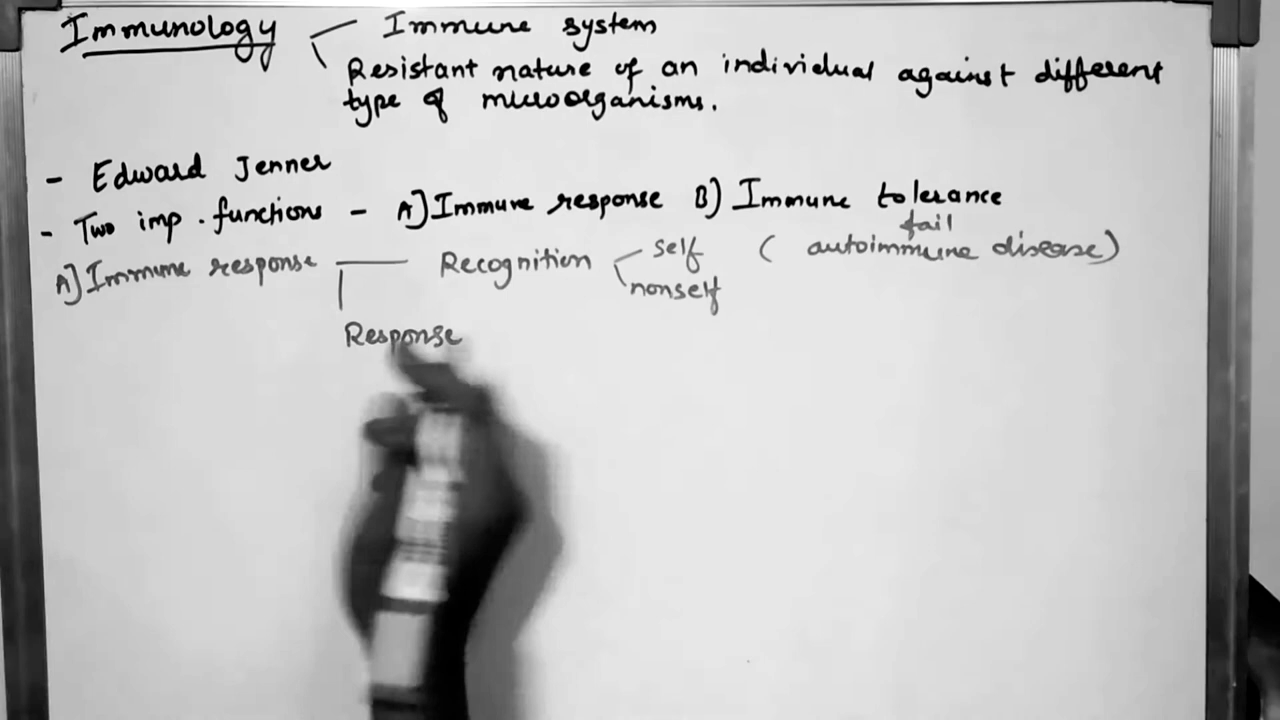 Immunology
Immune system
Resistant nature of an individual against different
type of microorganisms.
- Edward Jenner
- Two imp. functions - A] Immune response B] Immune tolerance
fail
(autoimmune disease)
A] Immune response
Recognition
self
nonself
Response